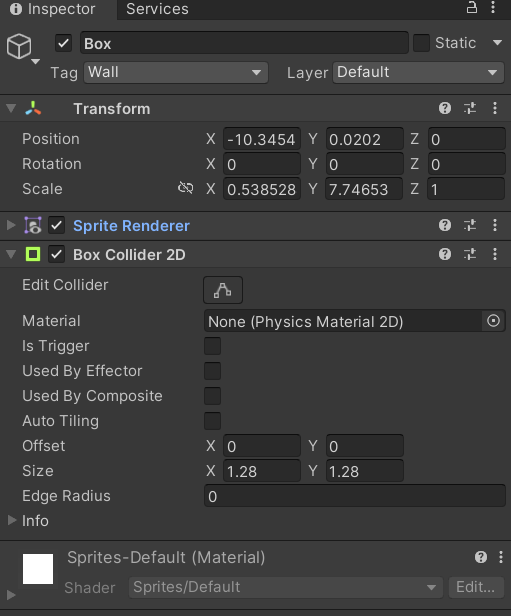 Inspector Services
Box Static
Tag Wall Layer Default
Transform
Position X -10.3454 Y 0.0202 Z 0
Rotation X 0 Y 0 Z 0
Scale X 0.538528 Y 7.74653 Z 1
Sprite Renderer
Box Collider 2D
Edit Collider
Material None (Physics Material 2D)
Is Trigger
Used By Effector
Used By Composite
Auto Tiling
Offset X 0 Y 0
Size X 1.28 Y 1.28
Edge Radius 0
Info
Sprites-Default (Material)
Shader Sprites/Default Edit...